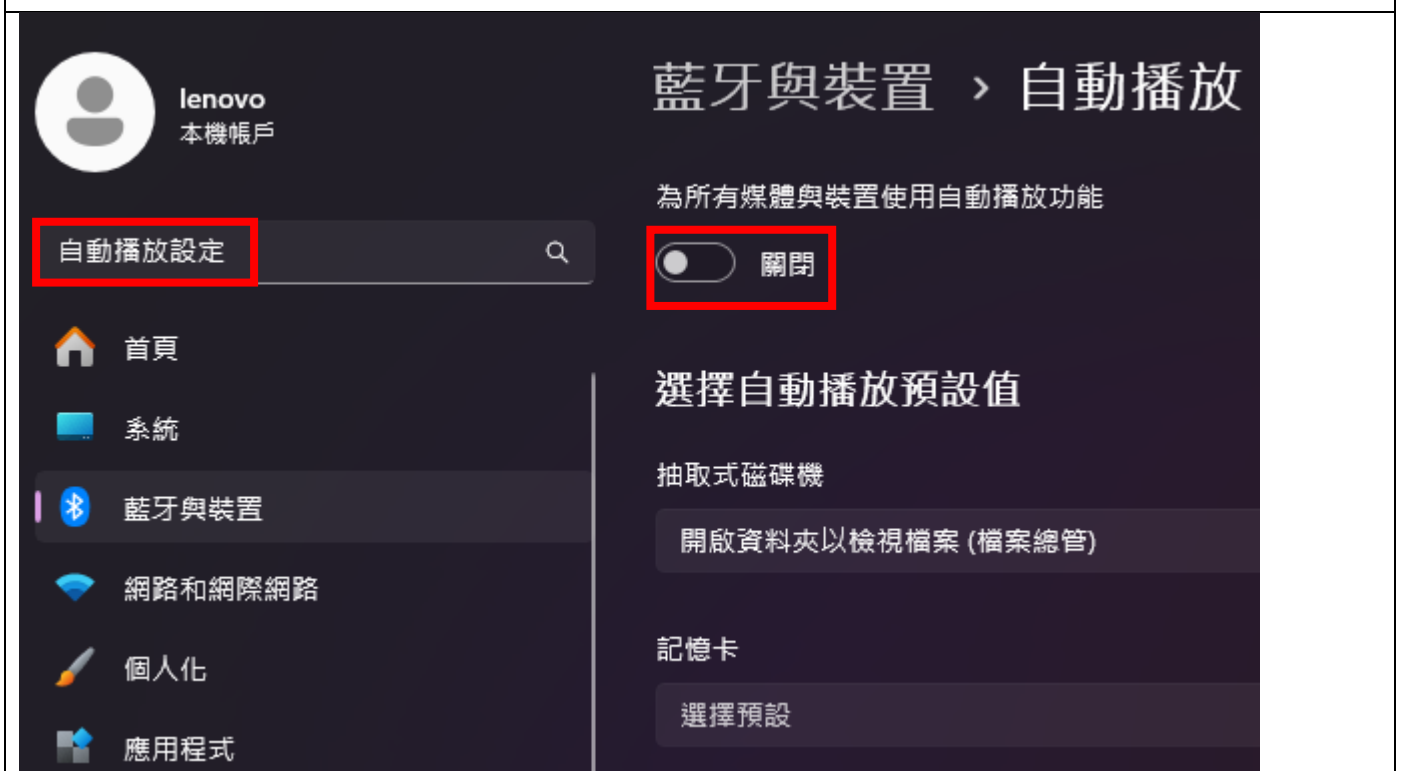 lenovo
本機帳戶
自動播放設定
首頁
系統
藍牙與裝置
網路和網際網路
個人化
應用程式
藍牙與裝置 › 自動播放
為所有媒體與裝置使用自動播放功能
關閉
選擇自動播放預設值
抽取式磁碟機
開啟資料夾以檢視檔案 (檔案總管)
記憶卡
選擇預設